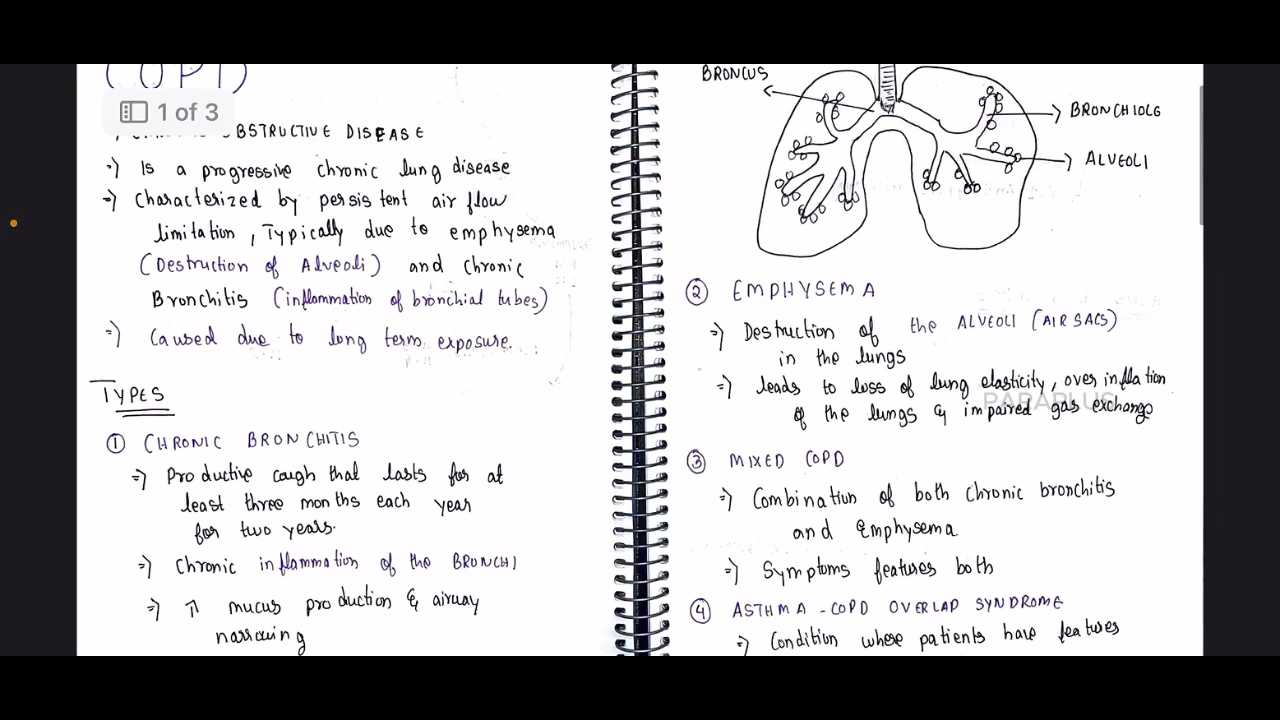 COPD
1 of 3
OBSTRUCTIVE DISEASE
=) Is a progressive chronic lung disease
=) Characterized by persistent air flow
limitation, Typically due to emphysema
(Destruction of Alveoli) and chronic
Bronchitis (inflammation of bronchial tubes)
=) Caused due to long term exposure.
TYPES
① CHRONIC BRONCHITIS
=) Productive cough that lasts for at
least three months each year
for two years.
=) Chronic inflammation of the BRONCHI
=) ↑ mucus production & airway
narrowing
BRONCUS
BRONCHIOLE
ALVEOLI
② EMPHYSEMA
=) Destruction of the ALVEOLI (AIR SACS)
in the lungs
=) leads to loss of lung elasticity, over inflation
of the lungs & impaired gas exchange
PARAPLUS
③ MIXED COPD
=) Combination of both chronic bronchitis
and Emphysema
=) Symptoms features both
④ ASTHMA - COPD OVERLAP SYNDROME
=) Condition where patients have features